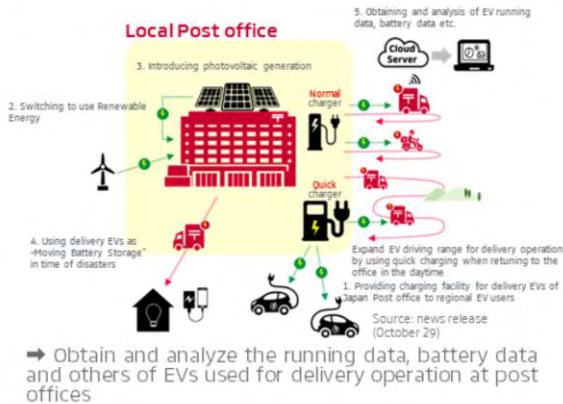 5. Obtaining and analysis of EV running
data, battery data etc.
Local Post office
Cloud
Server
3. Introducing photovoltaic generation
Normal
charger
2. Switching to use Renewable
Energy
Quick
charger
4. Using delivery EVs as
"Moving Battery Storage"
in time of disasters
Expand EV driving range for delivery operation
by using quick charging when retuning to the
office in the daytime
1. Providing charging facility for delivery EVs of
Japan Post office to regional EV users
Source: news release
(October 29)
➡ Obtain and analyze the running data, battery data
and others of EVs used for delivery operation at post
offices